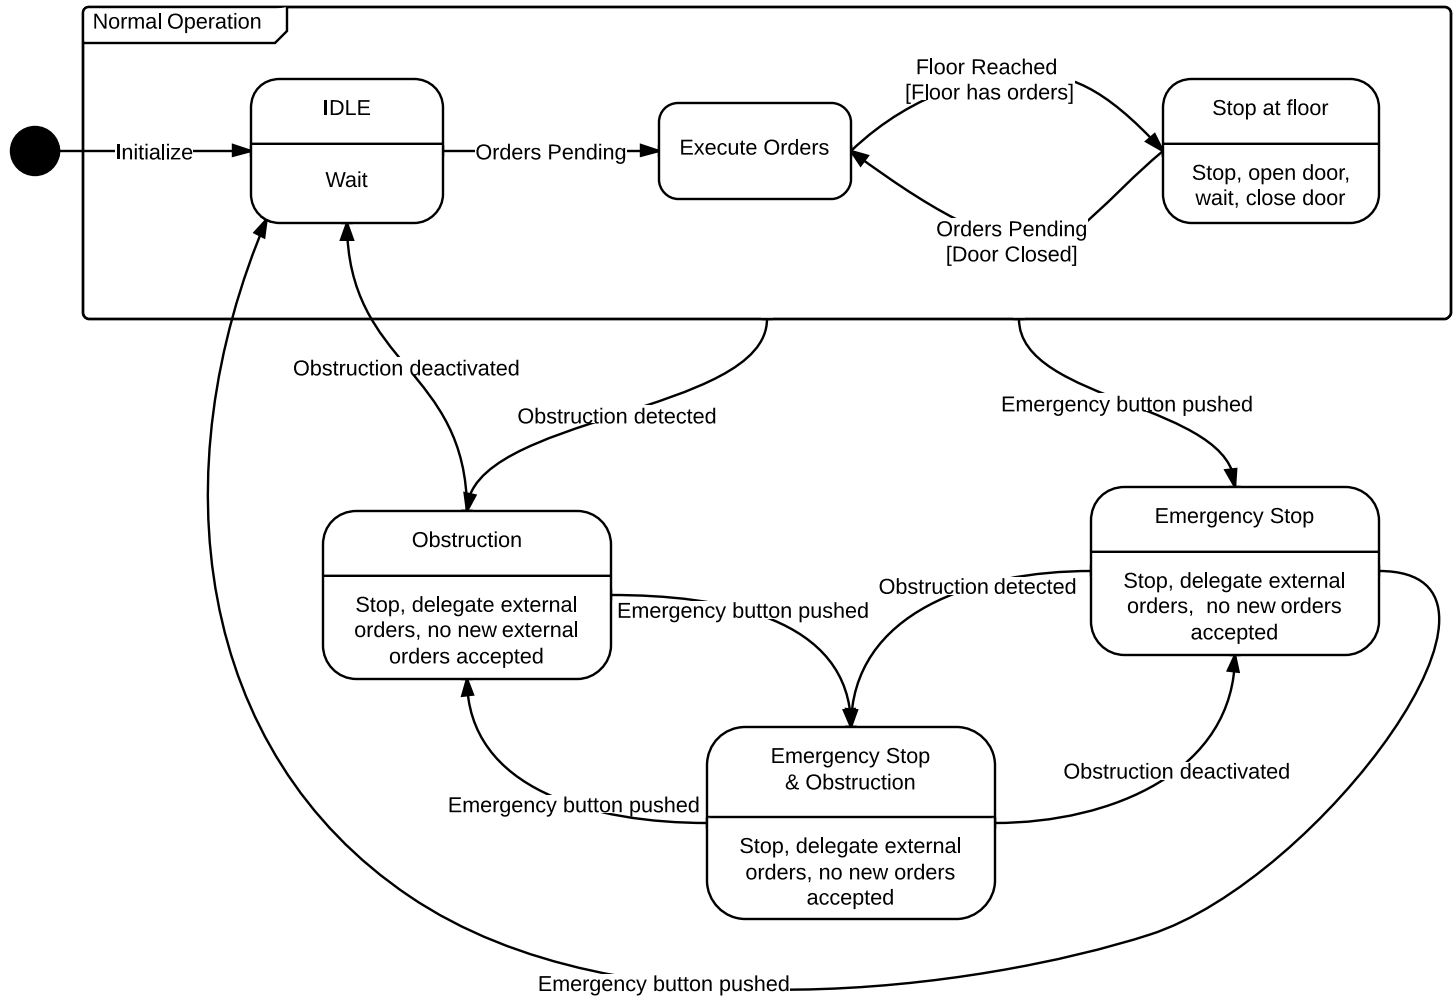 Normal Operation
IDLE
Wait
Initialize
Orders Pending
Execute Orders
Floor Reached
[Floor has orders]
Stop at floor
Stop, open door,
wait, close door
Orders Pending
[Door Closed]
Obstruction deactivated
Obstruction detected
Emergency button pushed
Obstruction
Stop, delegate external
orders, no new external
orders accepted
Emergency Stop
Stop, delegate external
orders, no new orders
accepted
Emergency button pushed
Obstruction detected
Emergency Stop
& Obstruction
Stop, delegate external
orders, no new orders
accepted
Emergency button pushed
Obstruction deactivated
Emergency button pushed